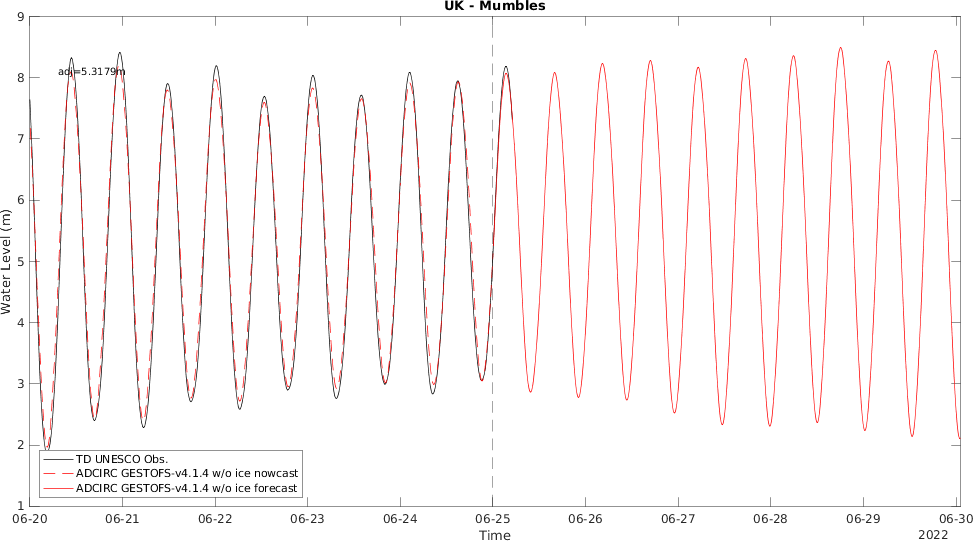 UK - Mumbles
9
8
7
6
5
4
3
2
1
adj=5.3179m
Water Level (m)
TD UNESCO Obs.
ADCIRC GESTOFS-v4.1.4 w/o ice nowcast
ADCIRC GESTOFS-v4.1.4 w/o ice forecast
06-20 06-21 06-22 06-23 06-24 06-25 06-26 06-27 06-28 06-29 06-30
Time
2022